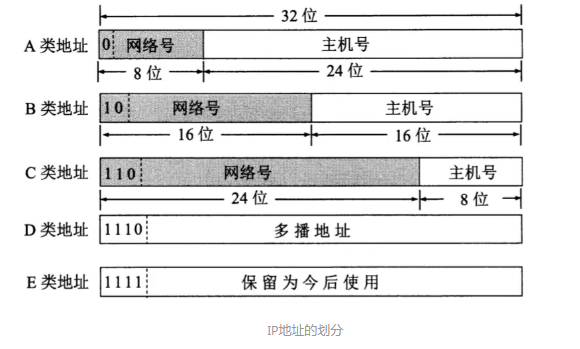 32 位
A 类地址 0 网络号 主机号
8 位 24 位
B 类地址 10 网络号 主机号
16 位 16 位
C 类地址 110 网络号 主机号
24 位 8 位
D 类地址 1110 多播地址
E 类地址 1111 保留为今后使用
IP地址的划分